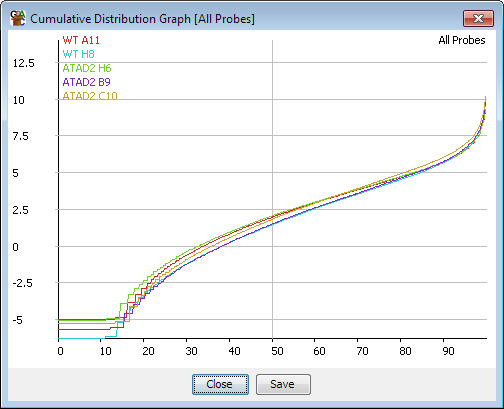 Cumulative Distribution Graph [All Probes]
WT A11
All Probes
WT H8
ATAD2 H6
ATAD2 B9
ATAD2 C10
12.5
10
7.5
5
2.5
0
-2.5
-5
0 10 20 30 40 50 60 70 80 90
Close Save